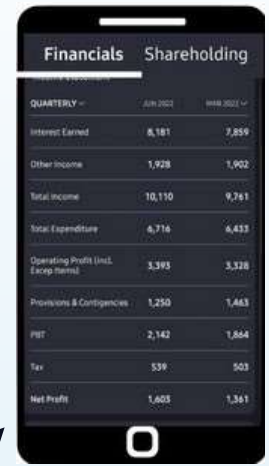 Financials Shareholding
Income Statement
QUARTERLY JUN 2022 MAR 2022
Interest Earned 8,181 7,859
Other Income 1,928 1,902
Total Income 10,110 9,761
Total Expenditure 6,716 6,433
Operating Profit (incl.
Excep Items) 3,393 3,328
Provisions & Contigencies 1,250 1,463
PBT 2,142 1,864
Tax 539 503
Net Profit 1,603 1,361